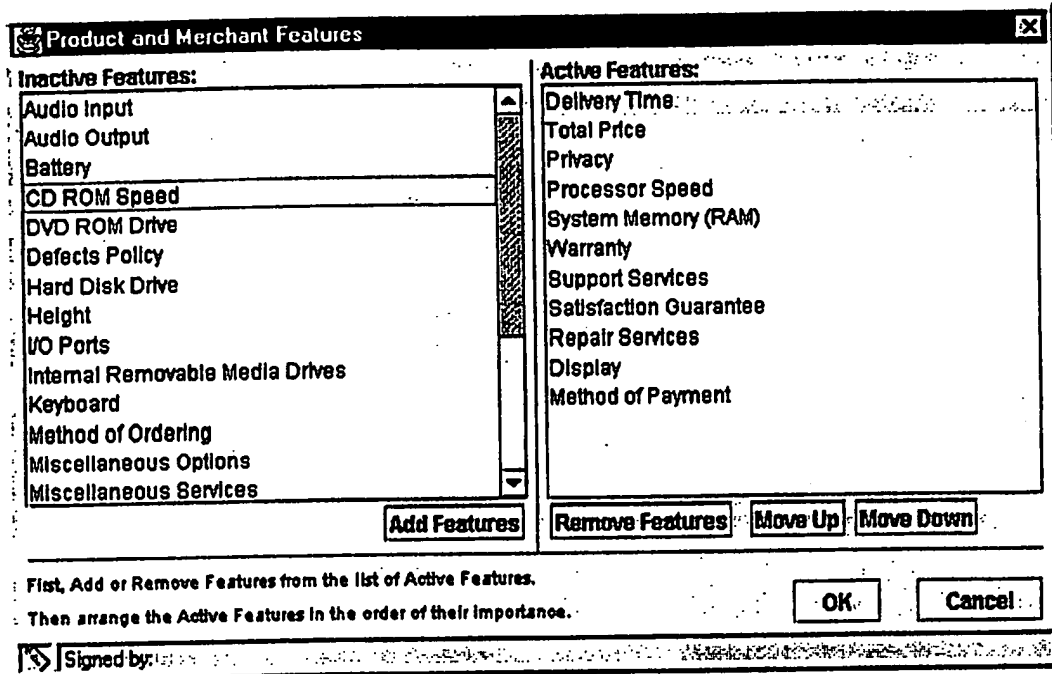 Product and Merchant Features
Inactive Features:
Audio Input
Audio Output
Battery
CD ROM Speed
DVD ROM Drive
Defects Policy
Hard Disk Drive
Height
I/O Ports
Internal Removable Media Drives
Keyboard
Method of Ordering
Miscellaneous Options
Miscellaneous Services
Add Features
Active Features:
Delivery Time
Total Price
Privacy
Processor Speed
System Memory (RAM)
Warranty
Support Services
Satisfaction Guarantee
Repair Services
Display
Method of Payment
Remove Features Move Up Move Down
First, Add or Remove Features from the list of Active Features.
Then arrange the Active Features in the order of their importance.
OK Cancel
Signed by: